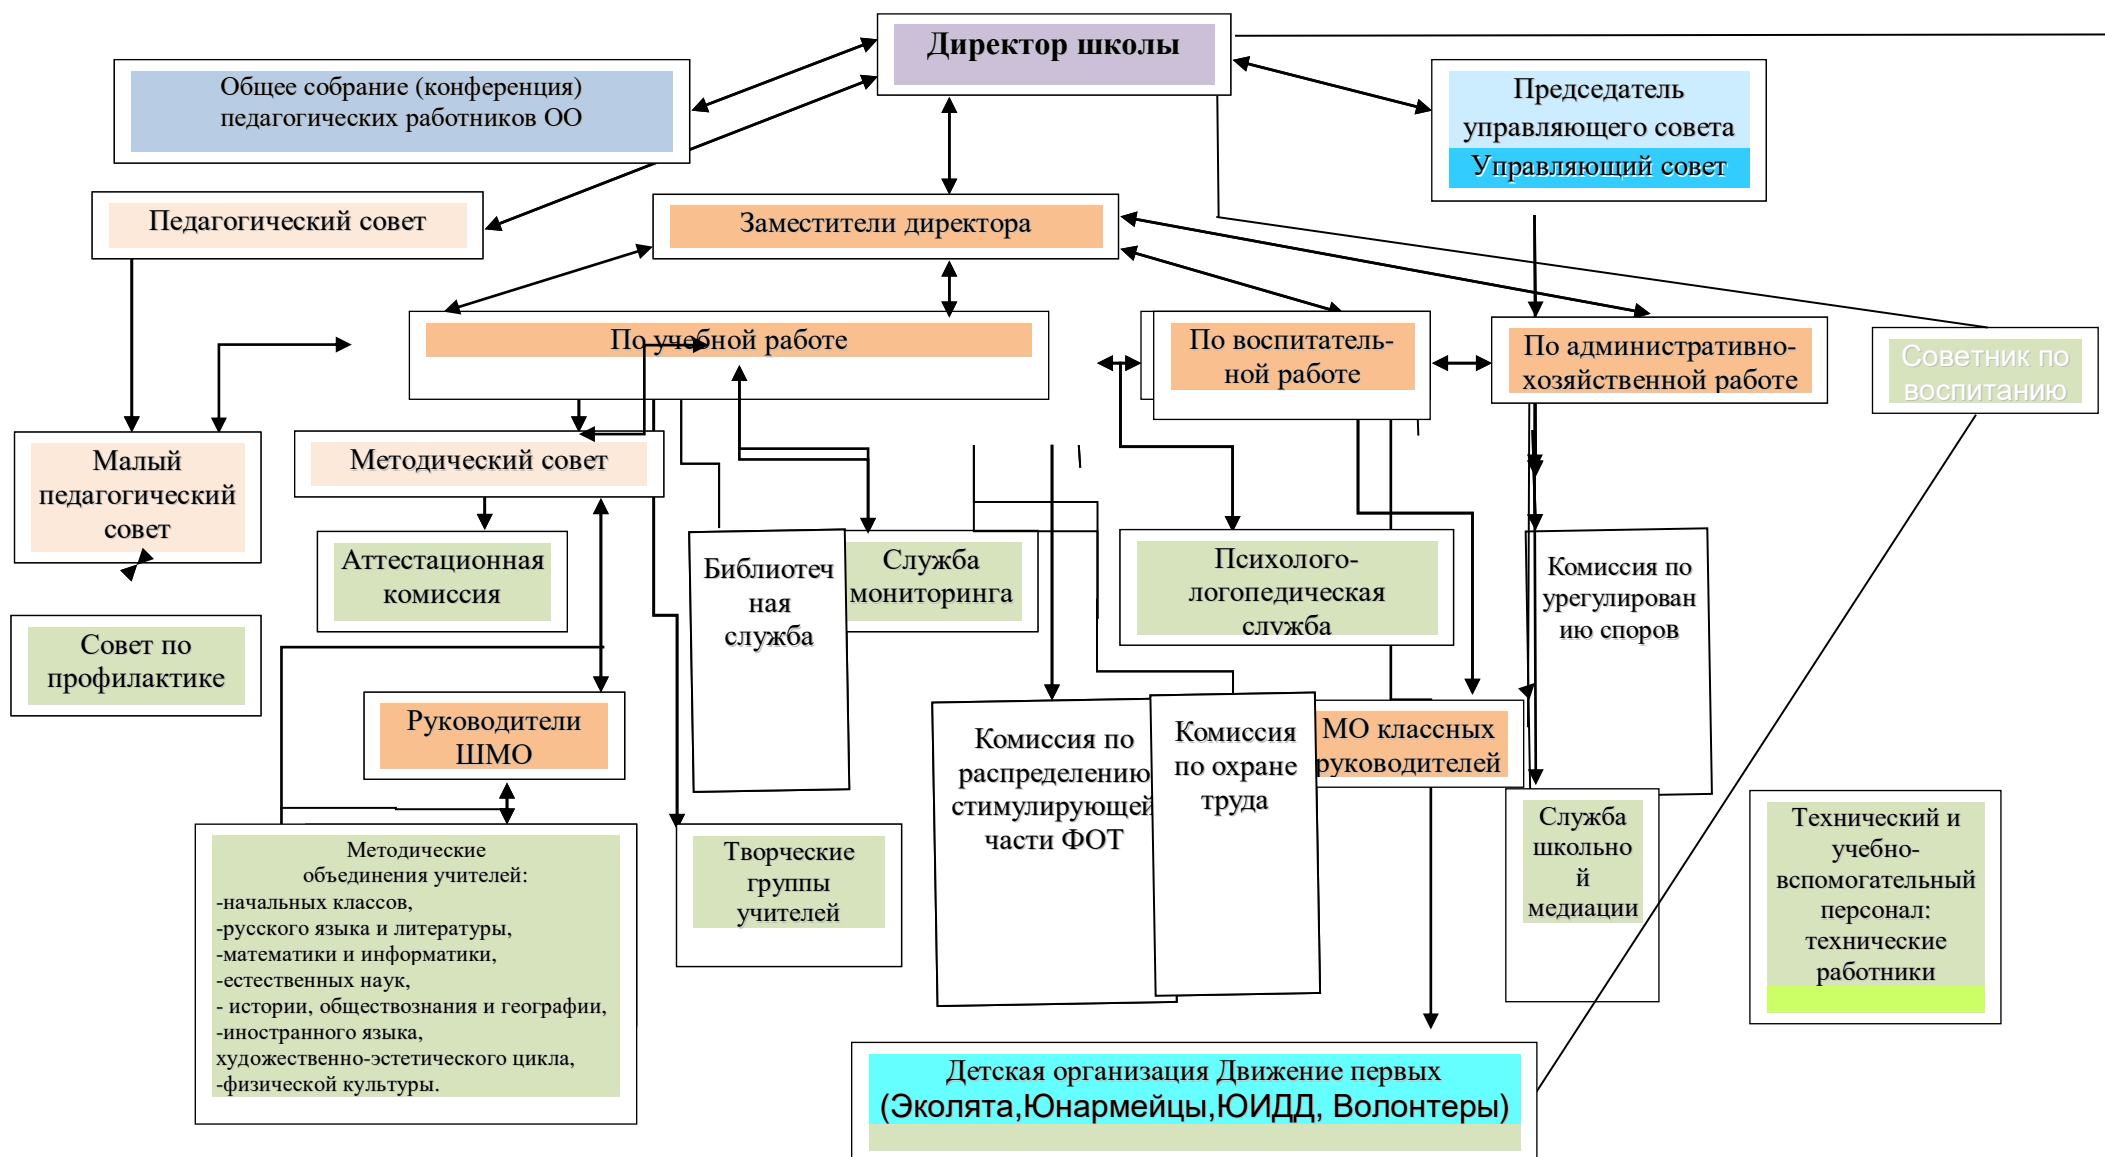 Директор школы
Общее собрание (конференция)
педагогических работников ОО
Председатель
управляющего совета
Управляющий совет
Педагогический совет
Заместители директора
По учебной работе
По воспитатель-
ной работе
По административно-
хозяйственной работе
Советник по
воспитанию
Малый
педагогический
совет
Методический совет
Аттестационная
комиссия
Библиотеч
ная
служба
Служба
мониторинга
Психолого-
логопедическая
служба
Комиссия по
урегулирован
ию споров
Совет по
профилактике
Руководители
ШМО
Комиссия по
распределению
стимулирующей
части ФОТ
Комиссия
по охране
труда
МО классных
руководителей
Методические
объединения учителей:
-начальных классов,
-русского языка и литературы,
-математики и информатики,
-естественных наук,
- истории, обществознания и географии,
-иностранного языка,
художественно-эстетического цикла,
-физической культуры.
Творческие
группы
учителей
Служба
школьно
й
медиации
Технический и
учебно-
вспомогательный
персонал:
технические
работники
Детская организация Движение первых
(Эколята,Юнармейцы,ЮИДД, Волонтеры)